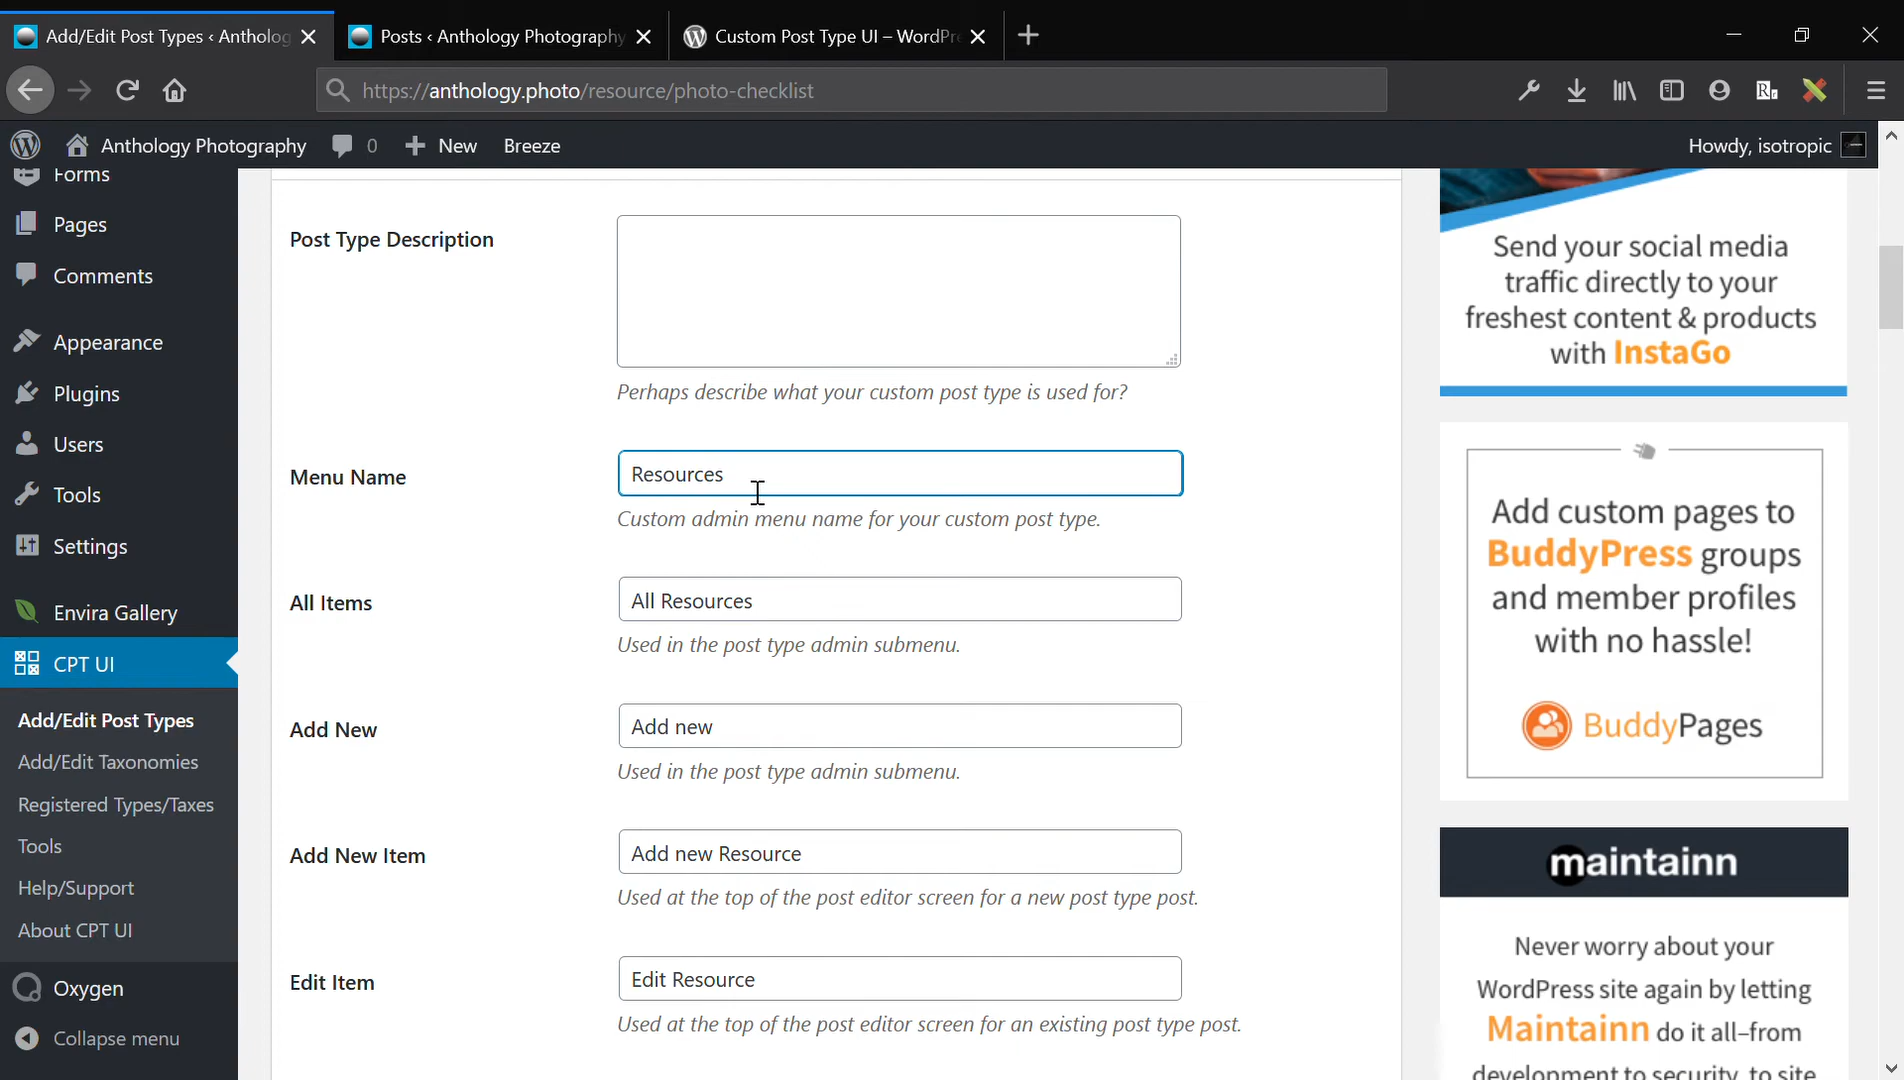 Add/Edit Post Types ‹ Antholog
Posts ‹ Anthology Photography
Custom Post Type UI – WordPre
https://anthology.photo/resource/photo-checklist
Anthology Photography
0
New
Breeze
Howdy, isotropic
Forms
Pages
Comments
Appearance
Plugins
Users
Tools
Settings
Envira Gallery
CPT UI
Add/Edit Post Types
Add/Edit Taxonomies
Registered Types/Taxes
Tools
Help/Support
About CPT UI
Oxygen
Collapse menu
Post Type Description
Perhaps describe what your custom post type is used for?
Menu Name
Resources
Custom admin menu name for your custom post type.
All Items
All Resources
Used in the post type admin submenu.
Add New
Add new
Used in the post type admin submenu.
Add New Item
Add new Resource
Used at the top of the post editor screen for a new post type post.
Edit Item
Edit Resource
Used at the top of the post editor screen for an existing post type post.
Send your social media
traffic directly to your
freshest content & products
with InstaGo
Add custom pages to
BuddyPress groups
and member profiles
with no hassle!
BuddyPages
maintainn
Never worry about your
WordPress site again by letting
Maintainn do it all–from
development to security, to site